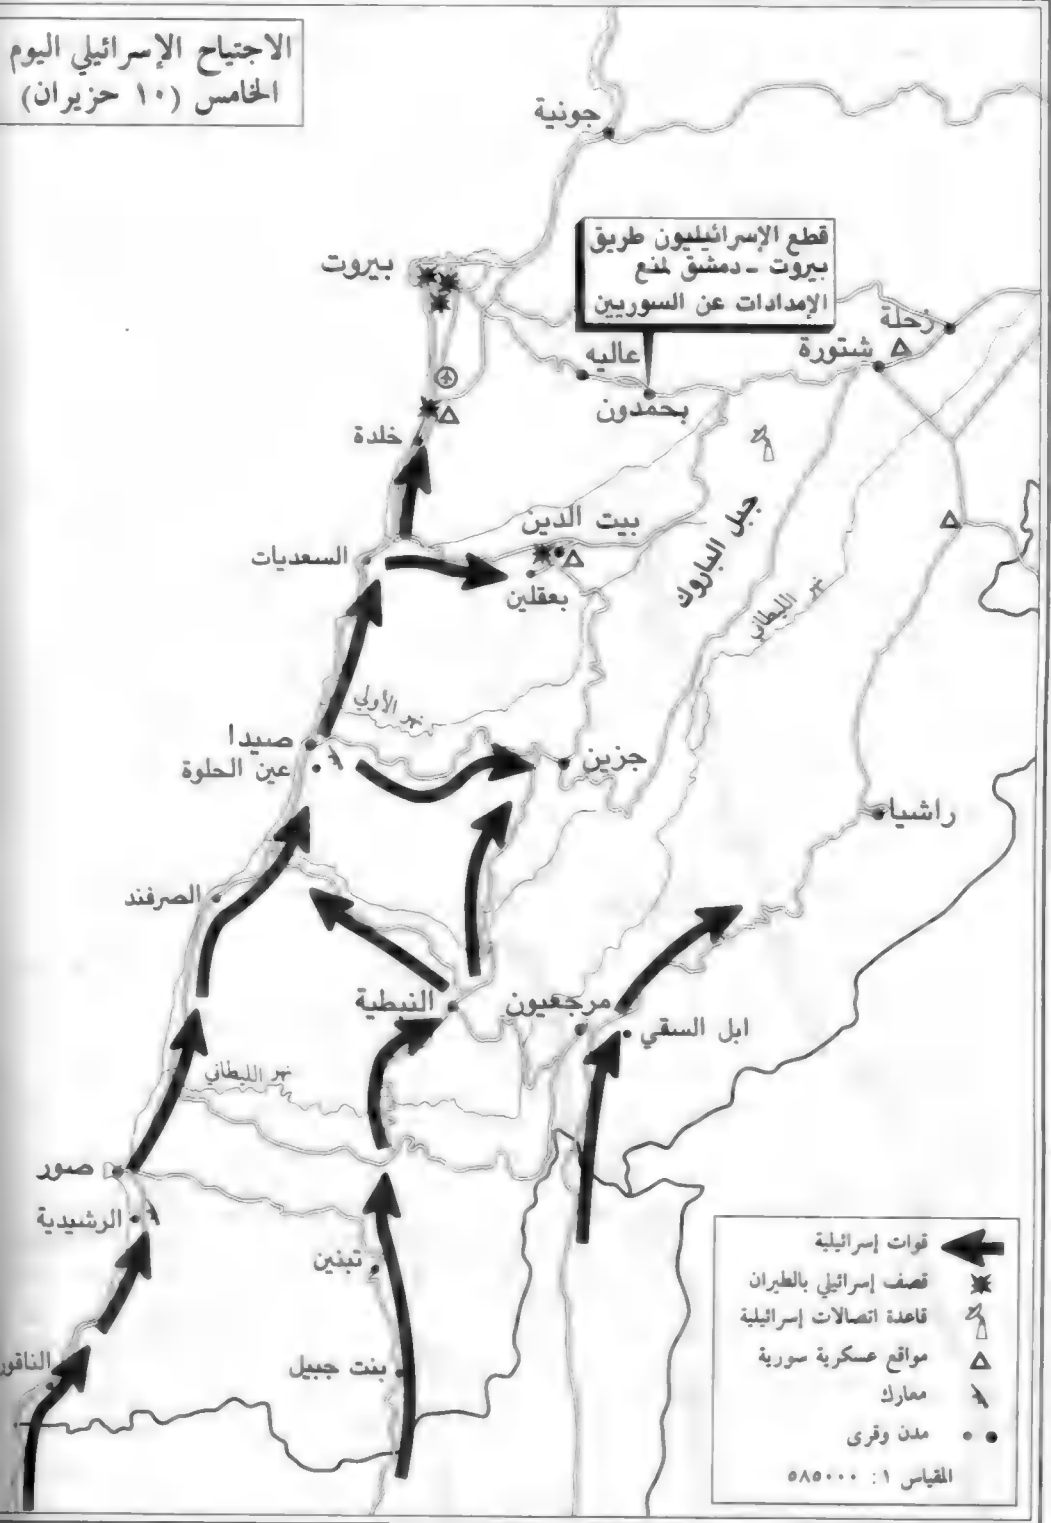 الاجتياح الإسرائيلي اليوم
الخامس (١٠ حزيران)
جونية
قطع الإسرائيليون طريق
بيروت - دمشق لمنع
الإمدادات عن السوريين
بيروت
زحلة
شتورة
عاليه
بحمدون
خلدة
جبل الباروك
بيت الدين
السعديات
بعقلين
نهر الليطاني
نهر الأولي
صيدا
عين الحلوة
جزين
راشيا
الصرفند
النبطية
مرجعيون
ابل السقي
نهر الليطاني
صور
الرشيدية
تبنين
بنت جبيل
الناقور
قوات إسرائيلية
قصف إسرائيلي بالطيران
قاعدة اتصالات إسرائيلية
مواقع عسكرية سورية
معارك
مدن وقرى
المقياس ١: ٥٨٥٠٠٠